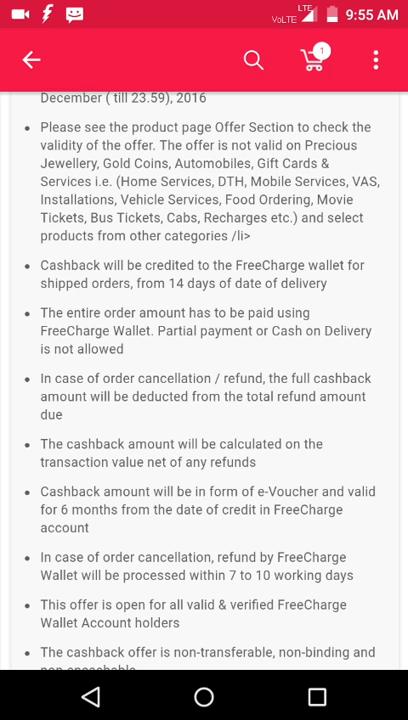 LTE
VoLTE
9:55 AM
1
December ( till 23.59), 2016
• Please see the product page Offer Section to check the
validity of the offer. The offer is not valid on Precious
Jewellery, Gold Coins, Automobiles, Gift Cards &
Services i.e. (Home Services, DTH, Mobile Services, VAS,
Installations, Vehicle Services, Food Ordering, Movie
Tickets, Bus Tickets, Cabs, Recharges etc.) and select
products from other categories /li>
• Cashback will be credited to the FreeCharge wallet for
shipped orders, from 14 days of date of delivery
• The entire order amount has to be paid using
FreeCharge Wallet. Partial payment or Cash on Delivery
is not allowed
• In case of order cancellation / refund, the full cashback
amount will be deducted from the total refund amount
due
• The cashback amount will be calculated on the
transaction value net of any refunds
• Cashback amount will be in form of e-Voucher and valid
for 6 months from the date of credit in FreeCharge
account
• In case of order cancellation, refund by FreeCharge
Wallet will be processed within 7 to 10 working days
• This offer is open for all valid & verified FreeCharge
Wallet Account holders
• The cashback offer is non-transferable, non-binding and